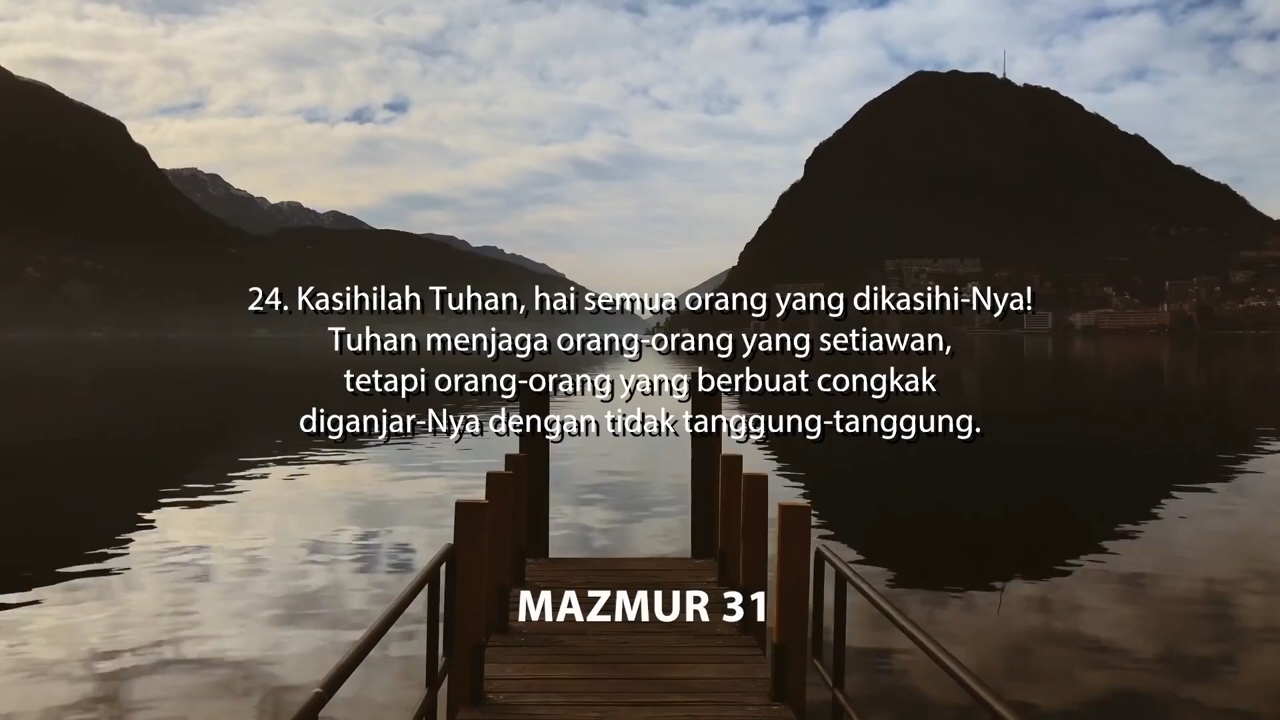 24. Kasihilah Tuhan, hai semua orang yang dikasihi-Nya!
Tuhan menjaga orang-orang yang setiawan,
tetapi orang-orang yang berbuat congkak
diganjar-Nya dengan tidak tanggung-tanggung.
MAZMUR 31